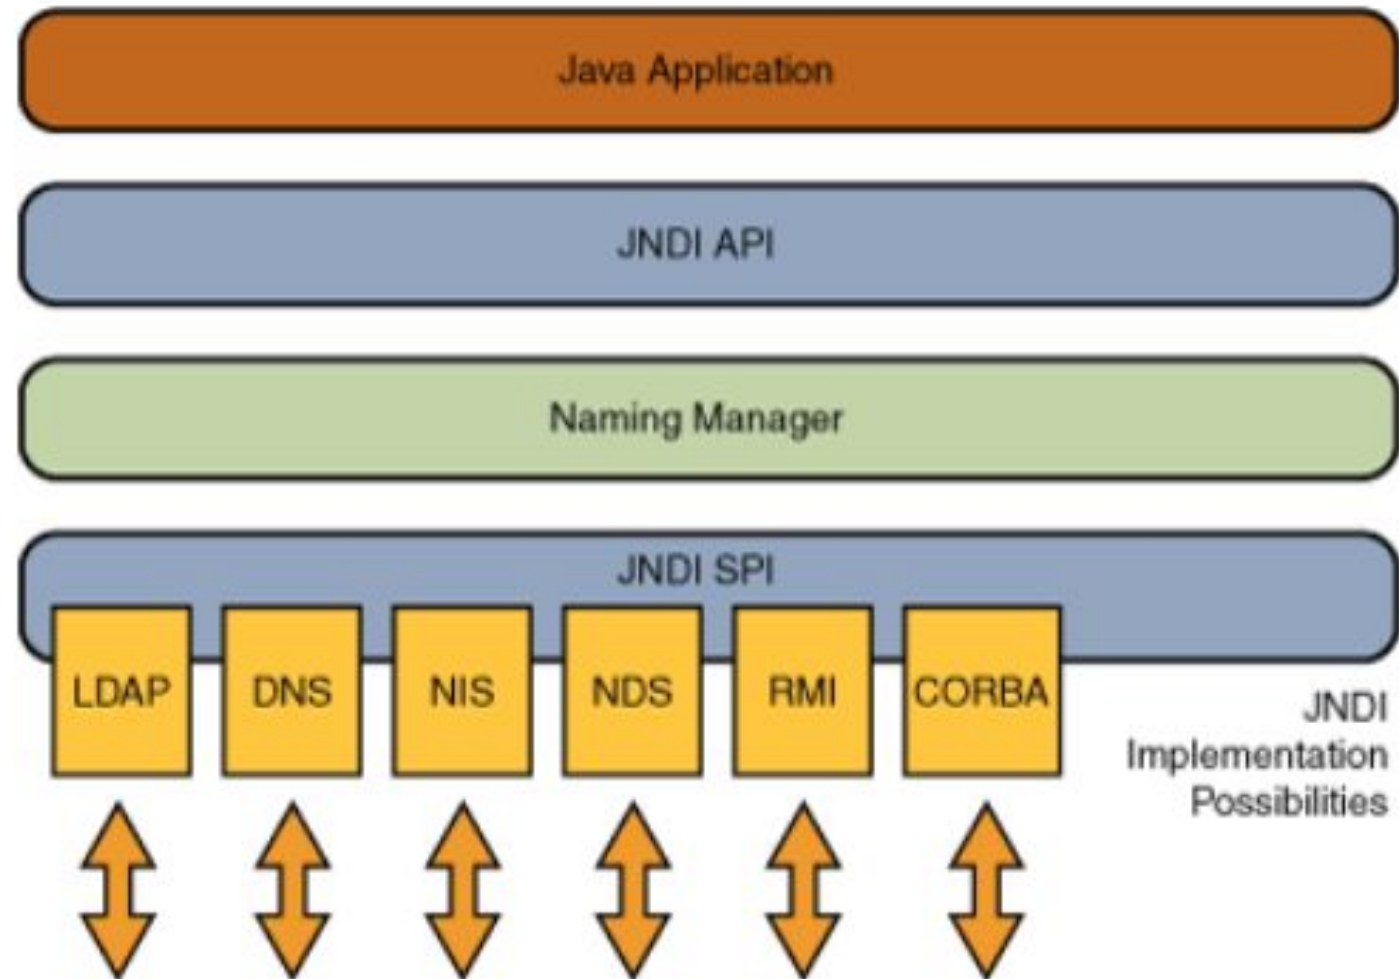 Java Application
JNDI API
Naming Manager
JNDI SPI
LDAP
DNS
NIS
NDS
RMI
CORBA
JNDI
Implementation
Possibilities